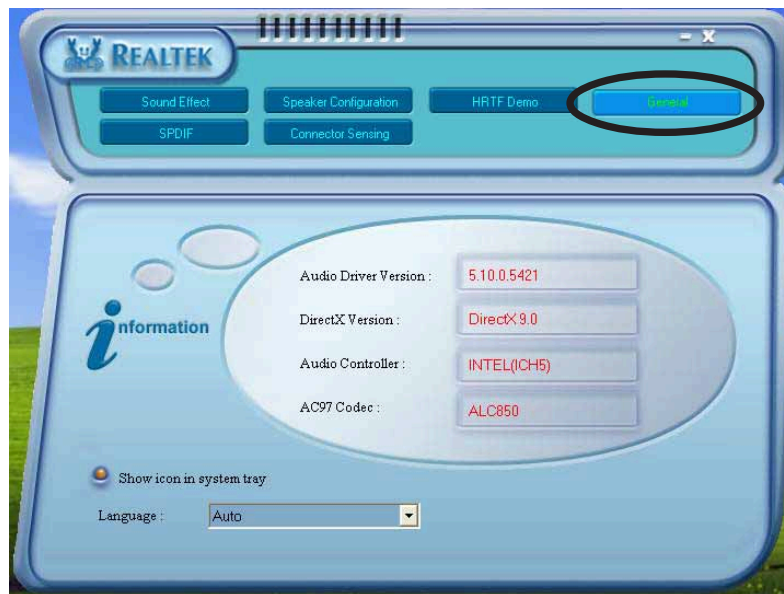 REALTEK
Sound Effect
Speaker Configuration
HRTF Demo
General
SPDIF
Connector Sensing
Information
Audio Driver Version :
5.10.0.5421
DirectX Version :
DirectX 9.0
Audio Controller :
INTEL(ICH5)
AC97 Codec :
ALC850
Show icon in system tray
Language :
Auto